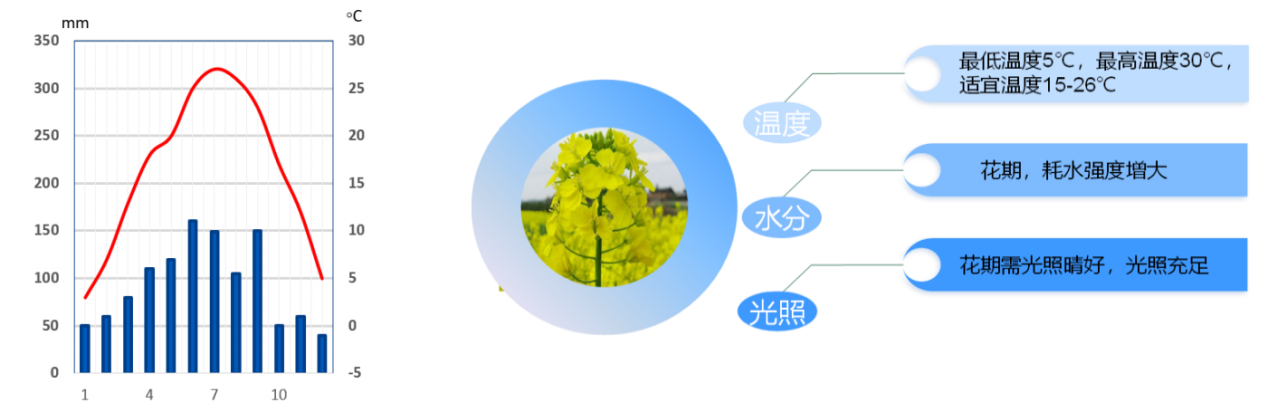 mm
°C
350
300
250
200
150
100
50
0
30
25
20
15
10
5
0
-5
1
4
7
10
温度
最低温度5℃，最高温度30℃，
适宜温度15-26℃
水分
花期，耗水强度增大
光照
花期需光照晴好，光照充足